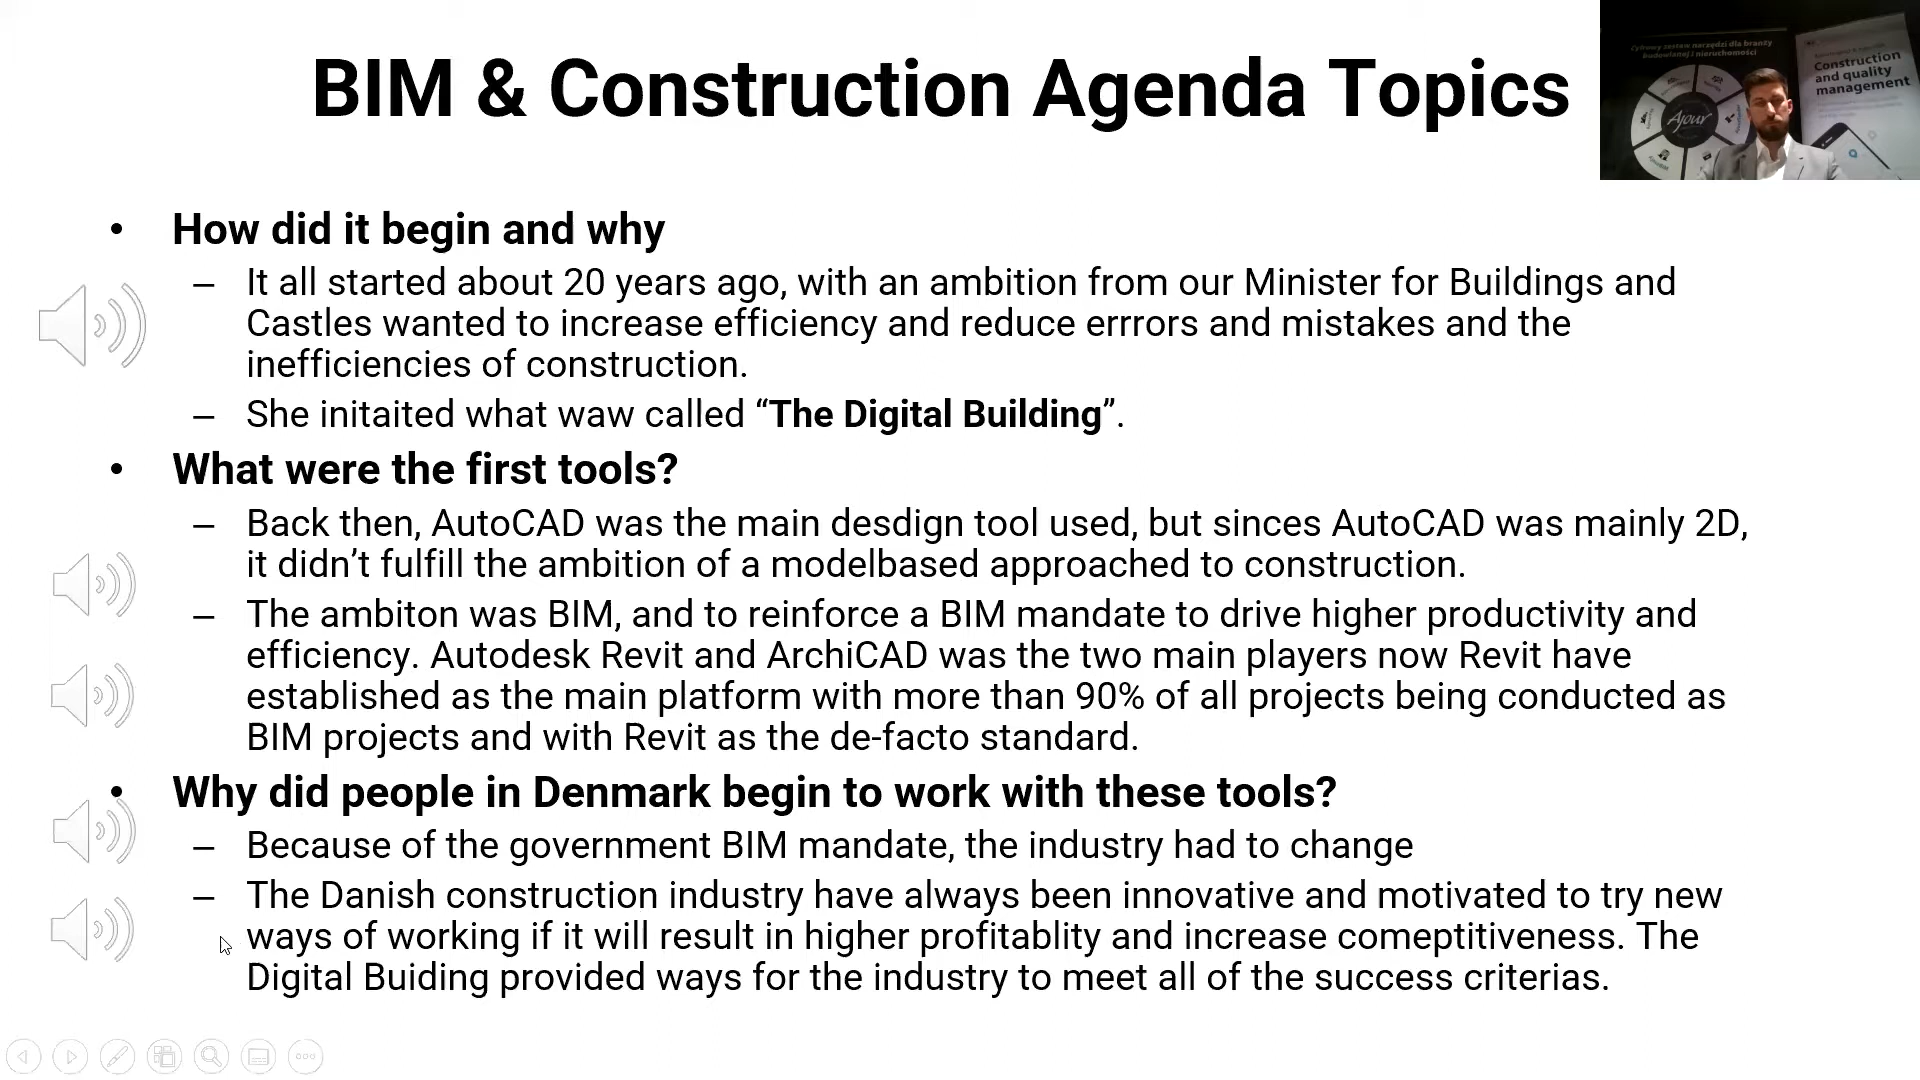 BIM & Construction Agenda Topics
Cyfrowy zestaw narzędzi dla branży
budowlanej i nieruchomości
Ajour
Construction
and quality
management
• How did it begin and why
– It all started about 20 years ago, with an ambition from our Minister for Buildings and
Castles wanted to increase efficiency and reduce errrors and mistakes and the
inefficiencies of construction.
– She initaited what waw called “The Digital Building”.
• What were the first tools?
– Back then, AutoCAD was the main desdign tool used, but sinces AutoCAD was mainly 2D,
it didn’t fulfill the ambition of a modelbased approached to construction.
– The ambiton was BIM, and to reinforce a BIM mandate to drive higher productivity and
efficiency. Autodesk Revit and ArchiCAD was the two main players now Revit have
established as the main platform with more than 90% of all projects being conducted as
BIM projects and with Revit as the de-facto standard.
• Why did people in Denmark begin to work with these tools?
– Because of the government BIM mandate, the industry had to change
– The Danish construction industry have always been innovative and motivated to try new
ways of working if it will result in higher profitablity and increase comeptitiveness. The
Digital Buiding provided ways for the industry to meet all of the success criterias.